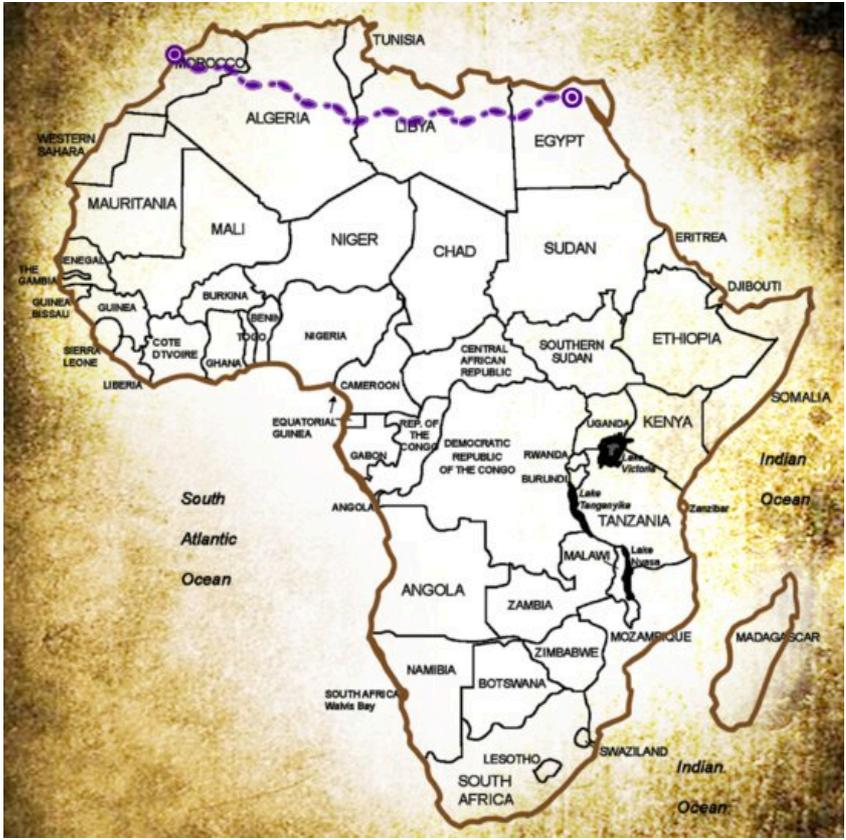 TUNISIA
MOROCCO
ALGERIA
LIBYA
EGYPT
WESTERN
SAHARA
MAURITANIA
MALI
NIGER
CHAD
SUDAN
ERITREA
SENEGAL
THE
GAMBIA
GUINEA
BISSAU
GUINEA
BURKINA
BENIN
TOGO
NIGERIA
DJIBOUTI
SIERRA
LEONE
COTE
D'TVOIRE
GHANA
LIBERIA
CAMEROON
CENTRAL
AFRICAN
REPUBLIC
SOUTHERN
SUDAN
ETHIOPIA
SOMALIA
EQUATORIAL
GUINEA
REP. OF
THE
CONGO
GABON
DEMOCRATIC
REPUBLIC
OF THE CONGO
UGANDA
KENYA
RWANDA
BURUNDI
Lake
Victoria
Indian
Ocean
South
Atlantic
Ocean
ANGOLA
Lake
Tanganyika
TANZANIA
Zanzibar
MALAWI
Lake
Nyasa
ANGOLA
ZAMBIA
MOZAMBIQUE
MADAGASCAR
ZIMBABWE
NAMIBIA
BOTSWANA
SOUTH AFRICA
Walvis Bay
SWAZILAND
LESOTHO
SOUTH
AFRICA
Indian
Ocean